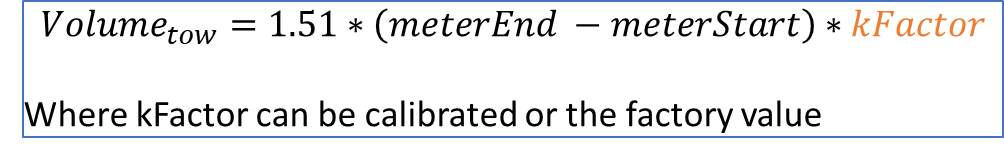 Volume_tow = 1.51 * (meterEnd − meterStart) * kFactor
Where kFactor can be calibrated or the factory value